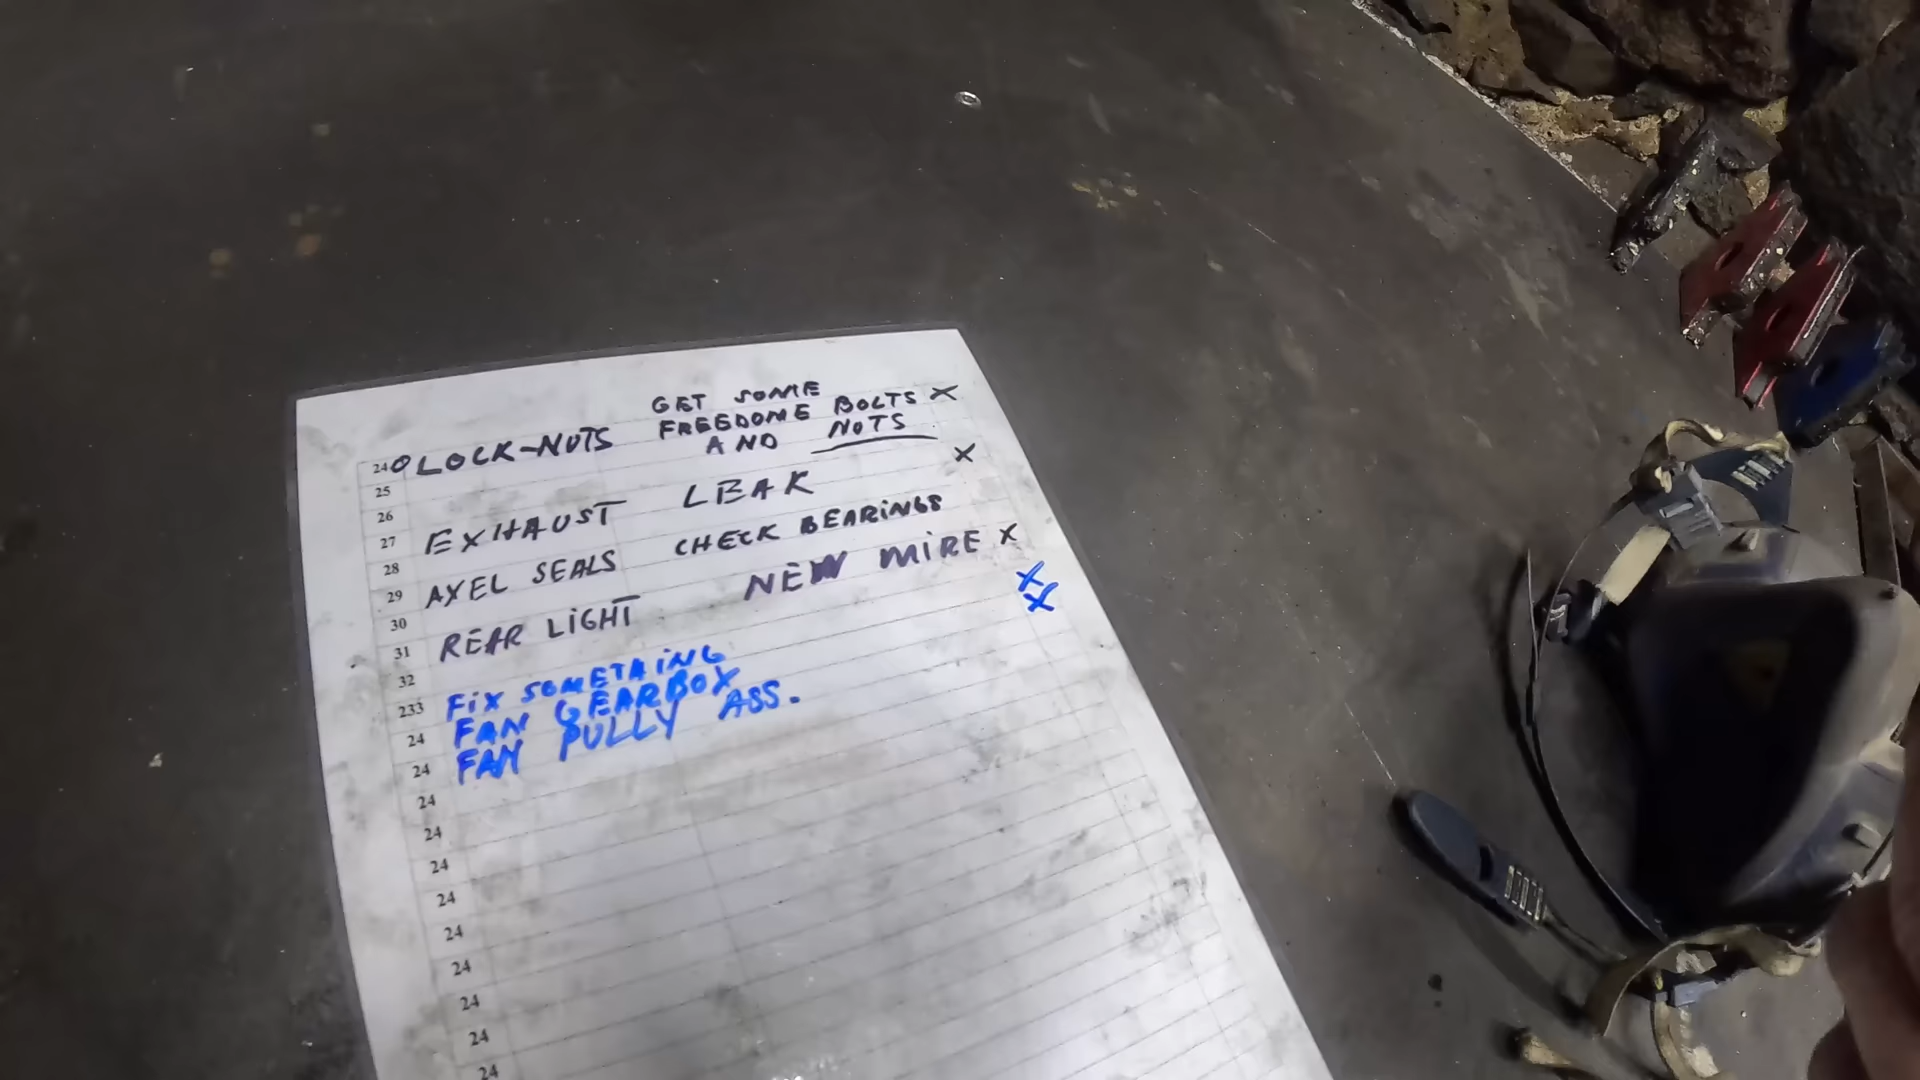 GET SOME
FREEDOME BOLTS X
24 O LOCK-NUTS AND NUTS
25
26 X
27 EXHAUST LEAK
28
29 AXEL SEALS CHECK BEARINGS
30
31 REAR LIGHT NEW WIRE X
32
233 FIX SOMETHING X
24 FAN GEARBOX X
24 FAN PULLY ASS.
24
24
24
24
24
24
24
24
24